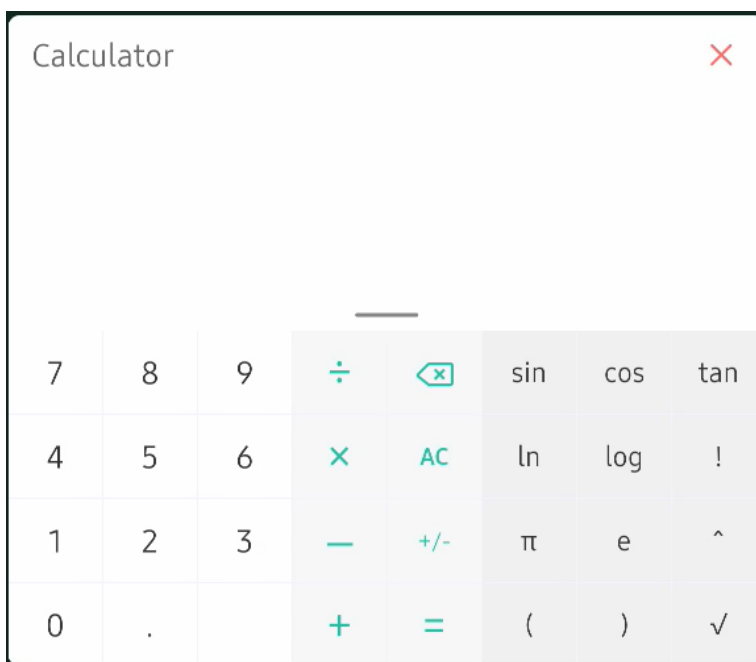 Calculator ×
7 8 9 ÷ ⌫ sin cos tan
4 5 6 × AC ln log !
1 2 3 — +/- π e ^
0 . + = ( ) √